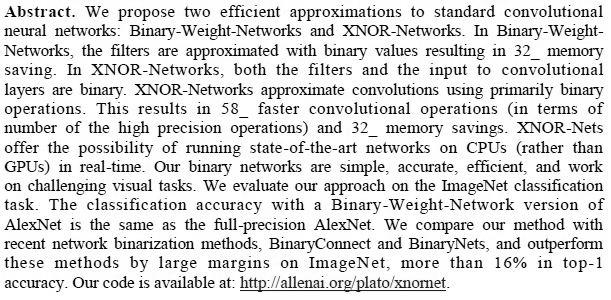 Abstract. We propose two efficient approximations to standard convolutional
neural networks: Binary-Weight-Networks and XNOR-Networks. In Binary-Weight-
Networks, the filters are approximated with binary values resulting in 32_ memory
saving. In XNOR-Networks, both the filters and the input to convolutional
layers are binary. XNOR-Networks approximate convolutions using primarily binary
operations. This results in 58_ faster convolutional operations (in terms of
number of the high precision operations) and 32_ memory savings. XNOR-Nets
offer the possibility of running state-of-the-art networks on CPUs (rather than
GPUs) in real-time. Our binary networks are simple, accurate, efficient, and work
on challenging visual tasks. We evaluate our approach on the ImageNet classification
task. The classification accuracy with a Binary-Weight-Network version of
AlexNet is the same as the full-precision AlexNet. We compare our method with
recent network binarization methods, BinaryConnect and BinaryNets, and outperform
these methods by large margins on ImageNet, more than 16% in top-1
accuracy. Our code is available at: http://allenai.org/plato/xnornet.